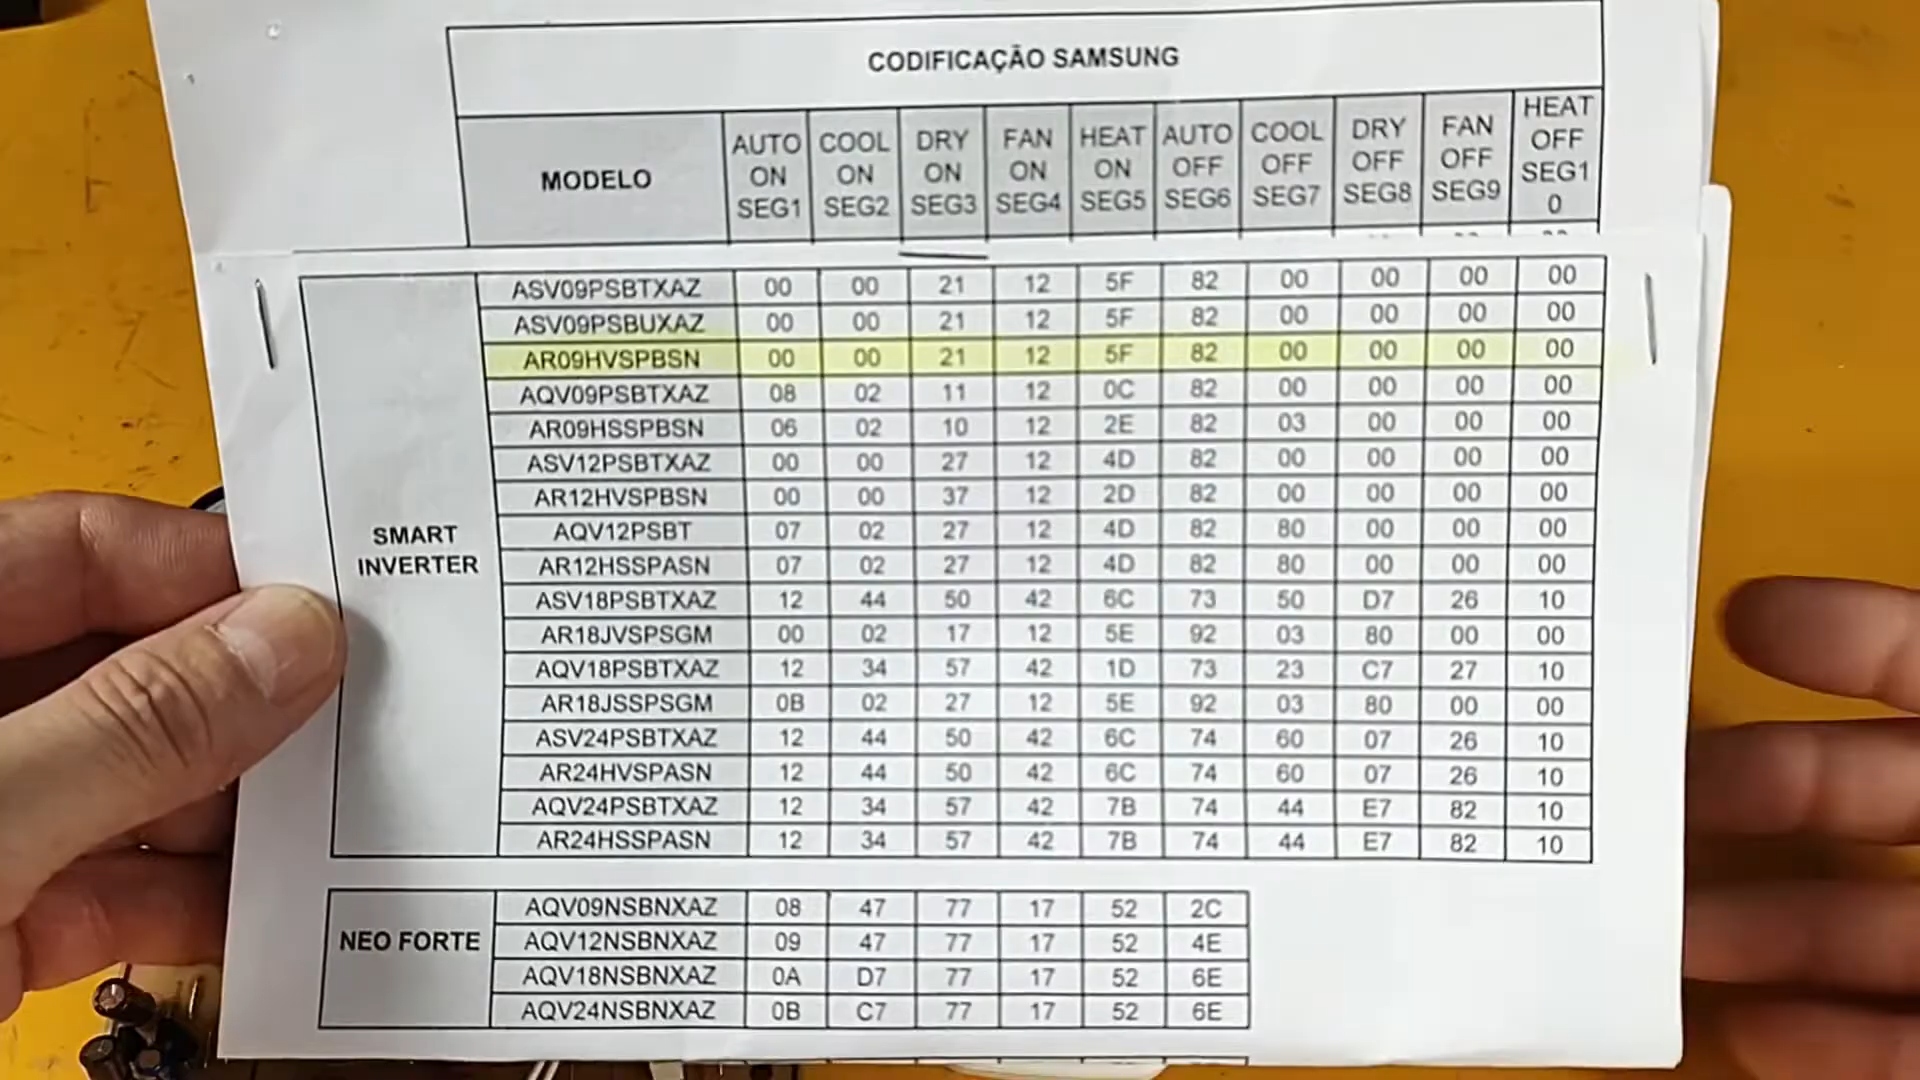 CODIFICAÇÃO SAMSUNG
MODELO AUTO ON SEG1 COOL ON SEG2 DRY ON SEG3 FAN ON SEG4 HEAT ON SEG5 AUTO OFF SEG6 COOL OFF SEG7 DRY OFF SEG8 FAN OFF SEG9 HEAT OFF SEG1 0
SMART INVERTER
ASV09PSBTXAZ 00 00 21 12 5F 82 00 00 00 00
ASV09PSBUXAZ 00 00 21 12 5F 82 00 00 00 00
AR09HVSPBSN 00 00 21 12 5F 82 00 00 00 00
AQV09PSBTXAZ 08 02 11 12 0C 82 00 00 00 00
AR09HSSPBSN 06 02 10 12 2E 82 03 00 00 00
ASV12PSBTXAZ 00 00 27 12 4D 82 00 00 00 00
AR12HVSPBSN 00 00 37 12 2D 82 00 00 00 00
AQV12PSBT 07 02 27 12 4D 82 80 00 00 00
AR12HSSPASN 07 02 27 12 4D 82 80 00 00 00
ASV18PSBTXAZ 12 44 50 42 6C 73 50 D7 26 10
AR18JVSPSGM 00 02 17 12 5E 92 03 80 00 00
AQV18PSBTXAZ 12 34 57 42 1D 73 23 C7 27 10
AR18JSSPSGM 0B 02 27 12 5E 92 03 80 00 00
ASV24PSBTXAZ 12 44 50 42 6C 74 60 07 26 10
AR24HVSPASN 12 44 50 42 6C 74 60 07 26 10
AQV24PSBTXAZ 12 34 57 42 7B 74 44 E7 82 10
AR24HSSPASN 12 34 57 42 7B 74 44 E7 82 10
NEO FORTE
AQV09NSBNXAZ 08 47 77 17 52 2C
AQV12NSBNXAZ 09 47 77 17 52 4E
AQV18NSBNXAZ 0A D7 77 17 52 6E
AQV24NSBNXAZ 0B C7 77 17 52 6E